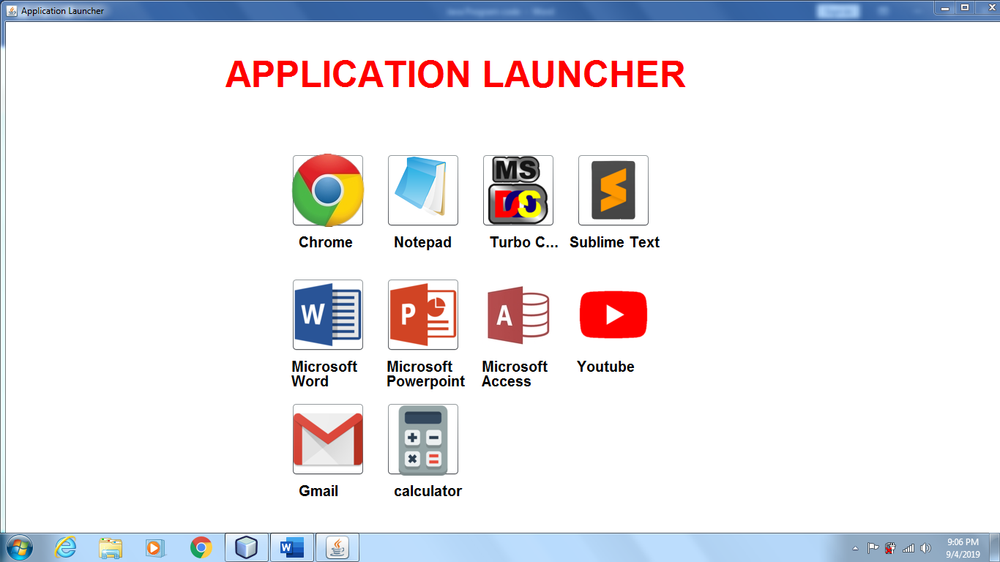 Application Launcher
APPLICATION LAUNCHER
MS
DOS
Chrome Notepad Turbo C... Sublime Text
W P A
Microsoft Microsoft Microsoft Youtube
Word Powerpoint Access
Gmail calculator
W
9:06 PM
9/4/2019